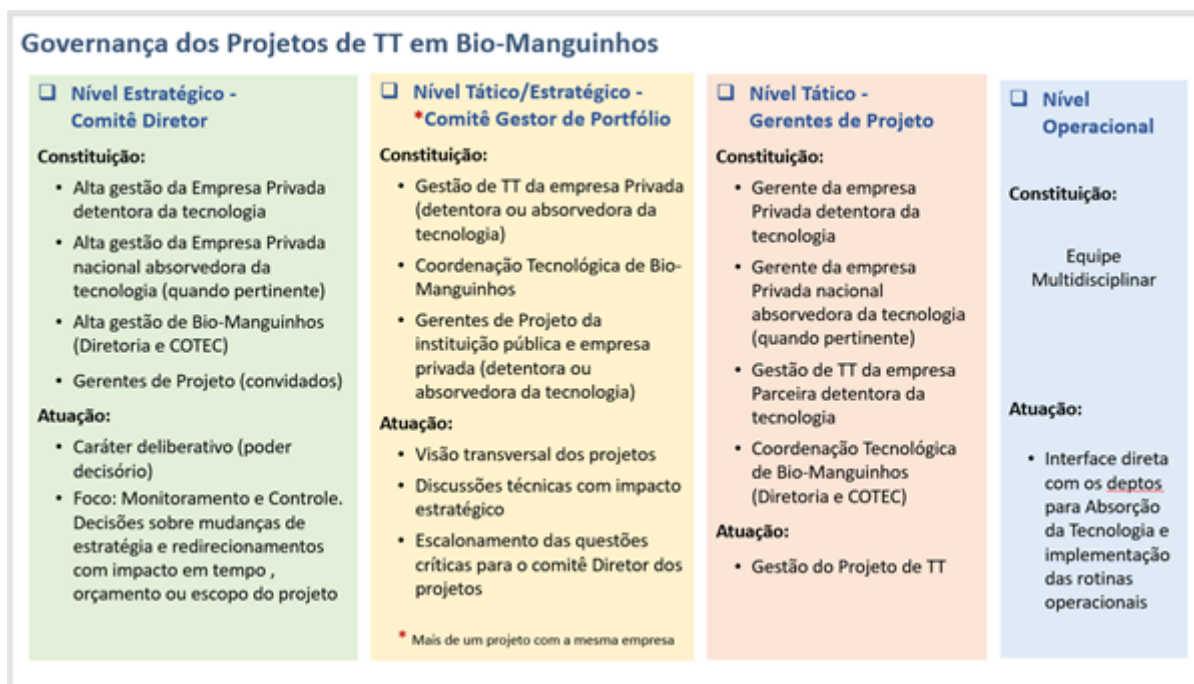 Governança dos Projetos de TT em Bio-Manguinhos
Nível Estratégico -
Comitê Diretor
Constituição:
• Alta gestão da Empresa Privada
detentora da tecnologia
• Alta gestão da Empresa Privada
nacional absorvedora da
tecnologia (quando pertinente)
• Alta gestão de Bio-Manguinhos
(Diretoria e COTEC)
• Gerentes de Projeto (convidados)
Atuação:
• Caráter deliberativo (poder
decisório)
• Foco: Monitoramento e Controle.
Decisões sobre mudanças de
estratégia e redirecionamentos
com impacto em tempo ,
orçamento ou escopo do projeto
Nível Tático/Estratégico -
*Comitê Gestor de Portfólio
Constituição:
• Gestão de TT da empresa Privada
(detentora ou absorvedora da
tecnologia)
• Coordenação Tecnológica de Bio-
Manguinhos
• Gerentes de Projeto da
instituição pública e empresa
privada (detentora ou
absorvedora da tecnologia)
Atuação:
• Visão transversal dos projetos
• Discussões técnicas com impacto
estratégico
• Escalonamento das questões
críticas para o comitê Diretor dos
projetos
* Mais de um projeto com a mesma empresa
Nível Tático -
Gerentes de Projeto
Constituição:
• Gerente da empresa
Privada detentora da
tecnologia
• Gerente da empresa
Privada nacional
absorvedora da tecnologia
(quando pertinente)
• Gestão de TT da empresa
Parceira detentora da
tecnologia
• Coordenação Tecnológica
de Bio-Manguinhos
(Diretoria e COTEC)
Atuação:
• Gestão do Projeto de TT
Nível
Operacional
Constituição:
Equipe
Multidisciplinar
Atuação:
• Interface direta
com os deptos
para Absorção
da Tecnologia e
implementação
das rotinas
operacionais